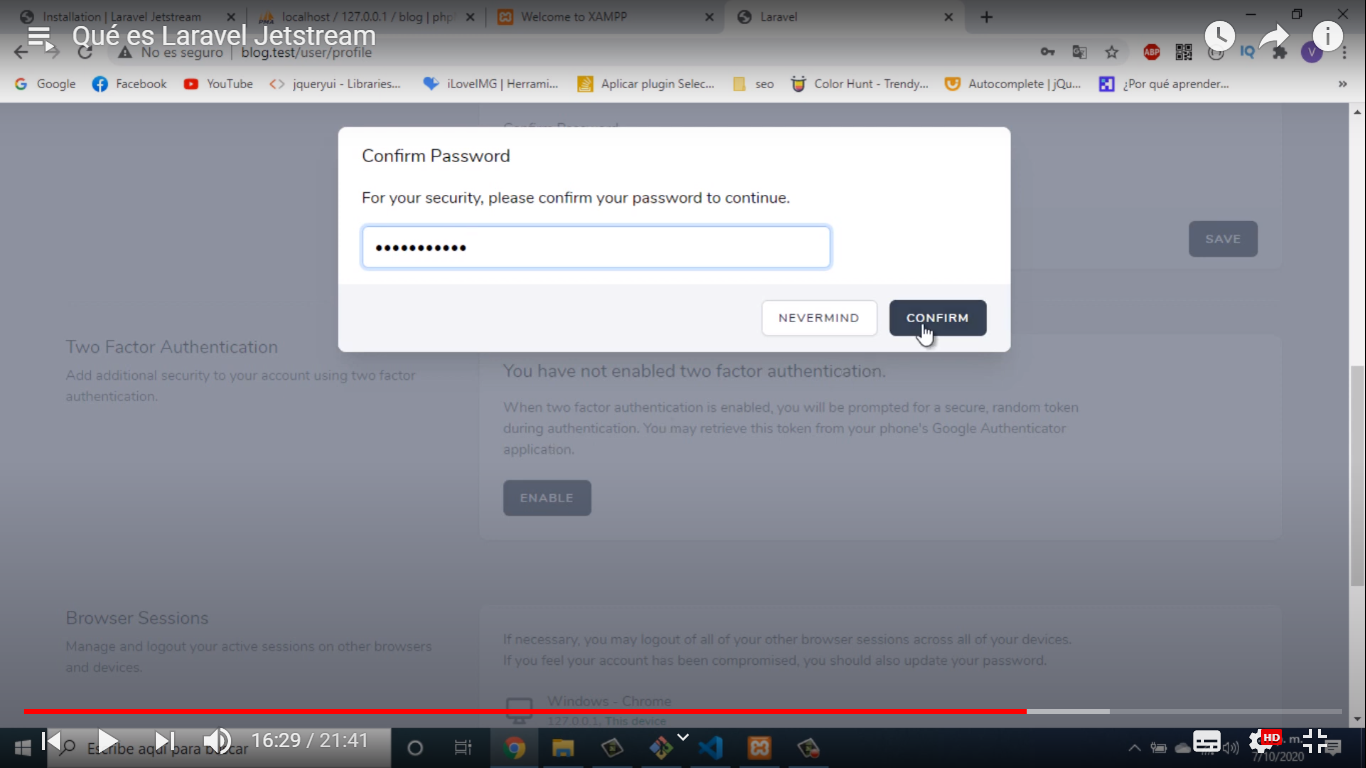 Installation | Laravel Jetstream
localhost / 127.0.0.1 / blog | php
Welcome to XAMPP
Laravel
Qué es Laravel Jetstream
No es seguro | blog.test/user/profile
ABP
IQ
V
Google
Facebook
YouTube
jqueryui - Libraries...
iLoveIMG | Herrami...
Aplicar plugin Selec...
seo
Color Hunt - Trendy...
Autocomplete | jQu...
¿Por qué aprender...
»
Confirm Password
Confirm Password
For your security, please confirm your password to continue.
•••••••••••
SAVE
NEVERMIND
CONFIRM
Two Factor Authentication
Add additional security to your account using two factor
authentication.
You have not enabled two factor authentication.
When two factor authentication is enabled, you will be prompted for a secure, random token
during authentication. You may retrieve this token from your phone's Google Authenticator
application.
ENABLE
Browser Sessions
Manage and logout your active sessions on other browsers
and devices.
If necessary, you may logout of all of your other browser sessions across all of your devices.
If you feel your account has been compromised, you should also update your password.
Windows - Chrome
127.0.0.1, This device
Escribe aquí para buscar
16:29 / 21:41
HD
. m.
7/10/2020